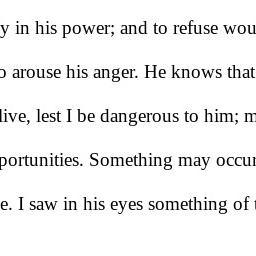 y in his power; and to refuse wou
o arouse his anger. He knows that
live, lest I be dangerous to him; m
portunities. Something may occur
e. I saw in his eyes something of t